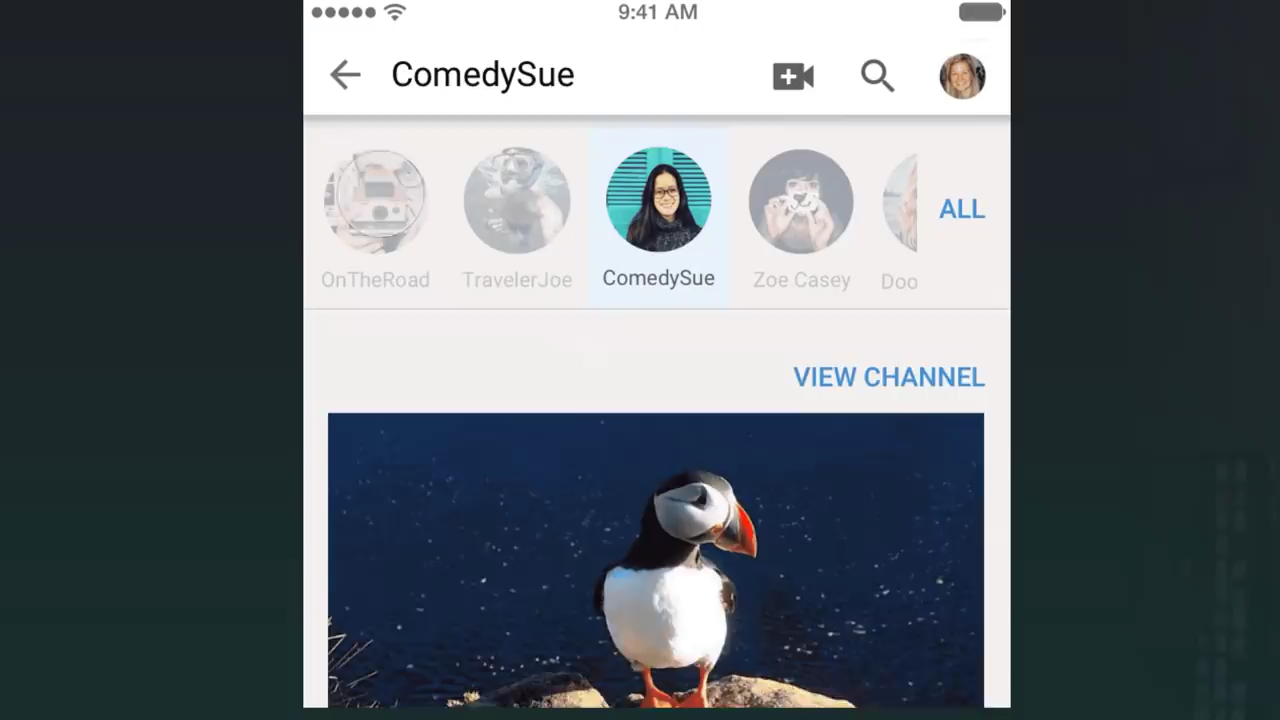 9:41 AM
ComedySue
ALL
OnTheRoad TravelerJoe ComedySue Zoe Casey Doo
VIEW CHANNEL